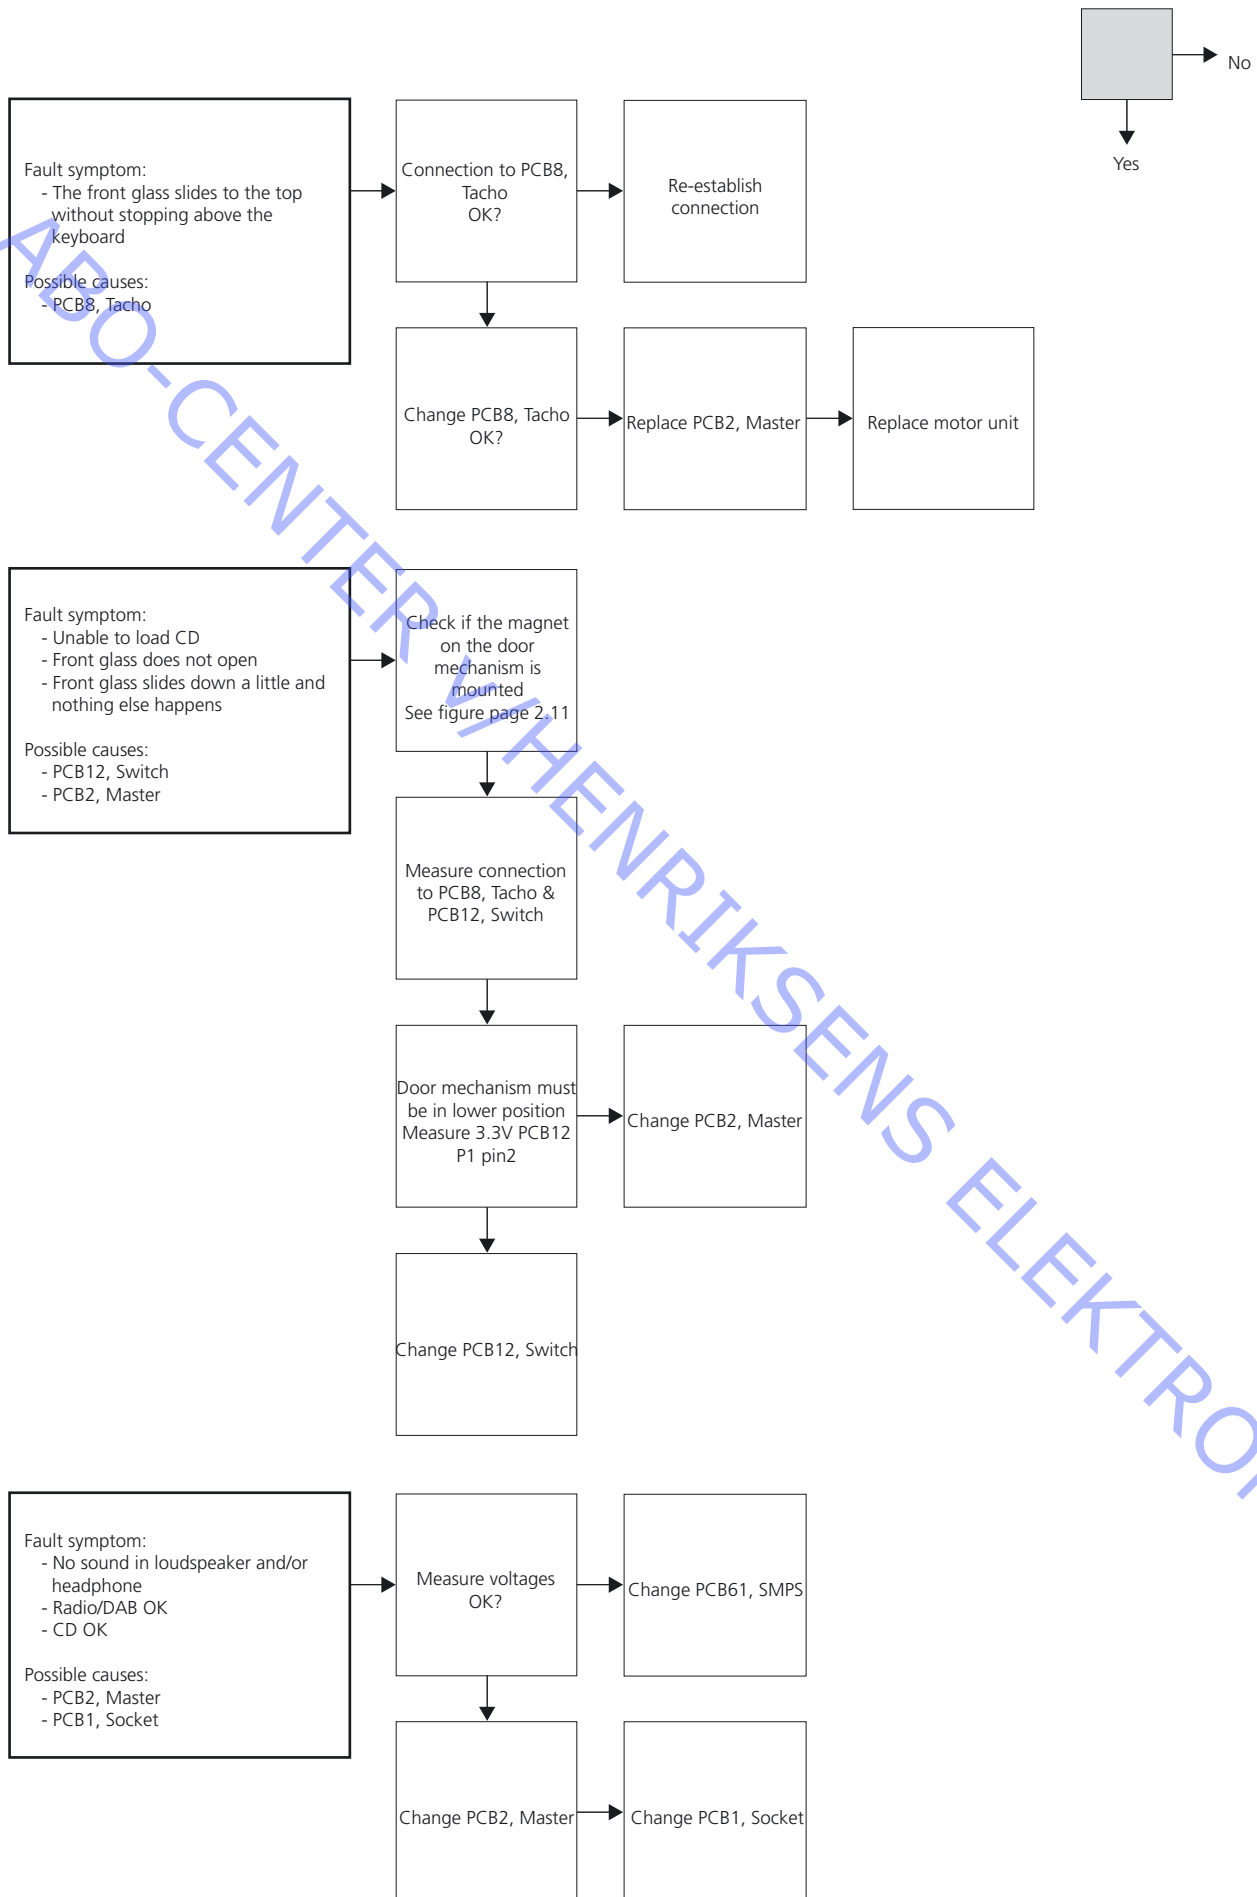 No
Yes
Fault symptom:
- The front glass slides to the top
without stopping above the
keyboard
Possible causes:
- PCB8, Tacho
Connection to PCB8,
Tacho
OK?
Re-establish
connection
Change PCB8, Tacho
OK?
Replace PCB2, Master
Replace motor unit
Fault symptom:
- Unable to load CD
- Front glass does not open
- Front glass slides down a little and
nothing else happens
Possible causes:
- PCB12, Switch
- PCB2, Master
Check if the magnet
on the door
mechanism is
mounted
See figure page 2.11
Measure connection
to PCB8, Tacho &
PCB12, Switch
Door mechanism must
be in lower position
Measure 3.3V PCB12
P1 pin2
Change PCB2, Master
Change PCB12, Switch
Fault symptom:
- No sound in loudspeaker and/or
headphone
- Radio/DAB OK
- CD OK
Possible causes:
- PCB2, Master
- PCB1, Socket
Measure voltages
OK?
Change PCB61, SMPS
Change PCB2, Master
Change PCB1, Socket
ABO-CENTER v/HENRIKSENS ELEKTRO